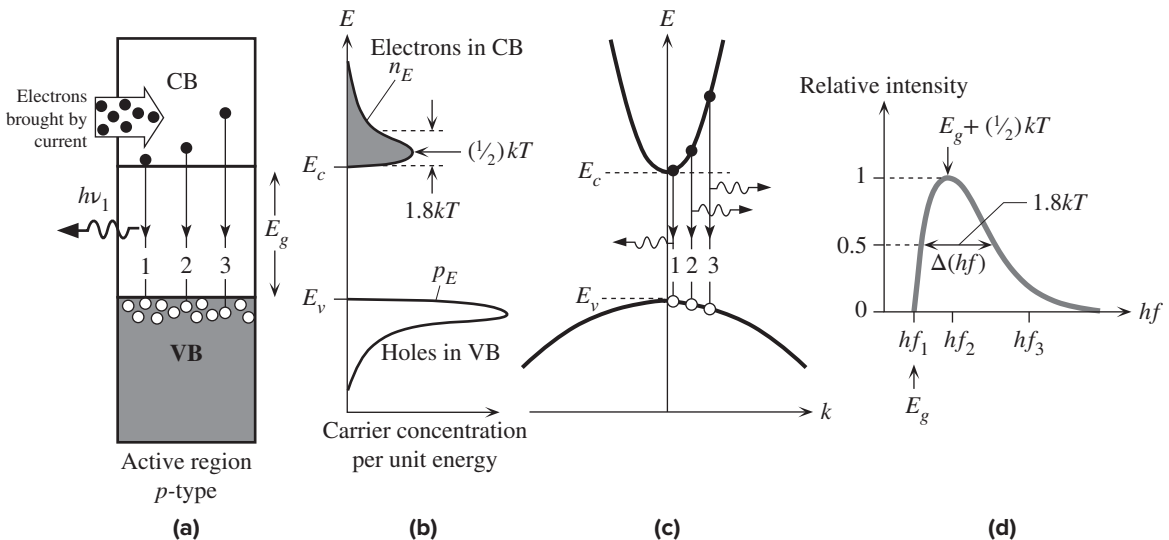 Electrons
brought by
current
CB
hν₁
E_g
1 2 3
VB
Active region
p-type
(a)
E
Electrons in CB
n_E
(½)kT
E_c
1.8kT
E_v
p_E
Holes in VB
Carrier concentration
per unit energy
(b)
E
E_c
1 2 3
E_v
k
(c)
Relative intensity
E_g + (½)kT
1
1.8kT
0.5
Δ(hf)
0
hf
hf₁ hf₂ hf₃
E_g
(d)